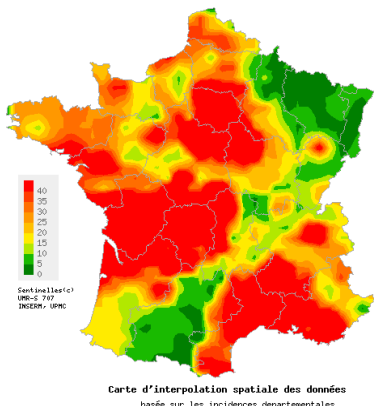 40
35
30
25
20
15
10
5
0
Sentinelles(c)
UMR-S 707
INSERM, UPMC
Carte d'interpolation spatiale des données
basée sur les incidences departementales